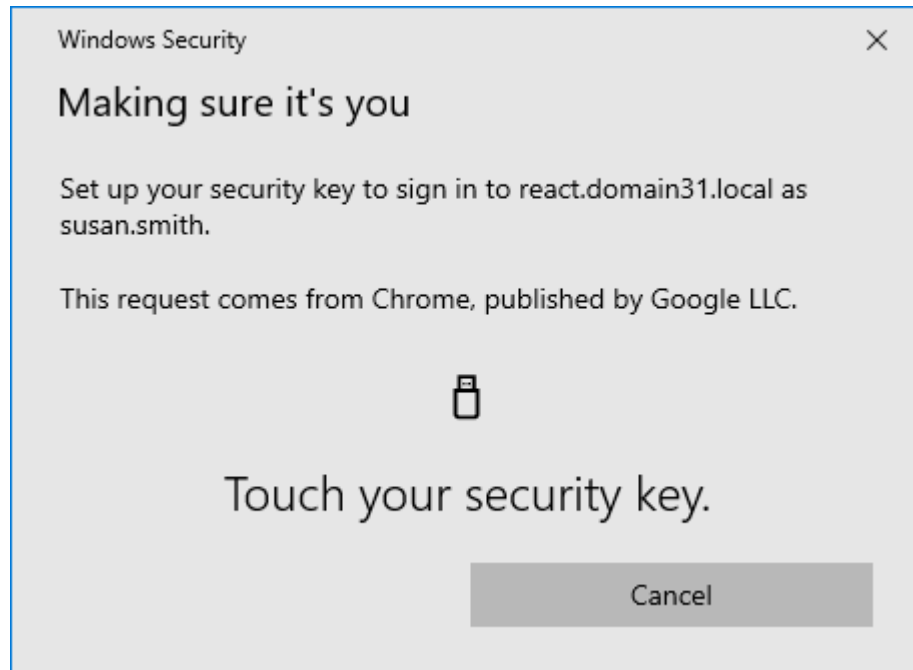 Windows Security
Making sure it's you
Set up your security key to sign in to react.domain31.local as
susan.smith.
This request comes from Chrome, published by Google LLC.
Touch your security key.
Cancel